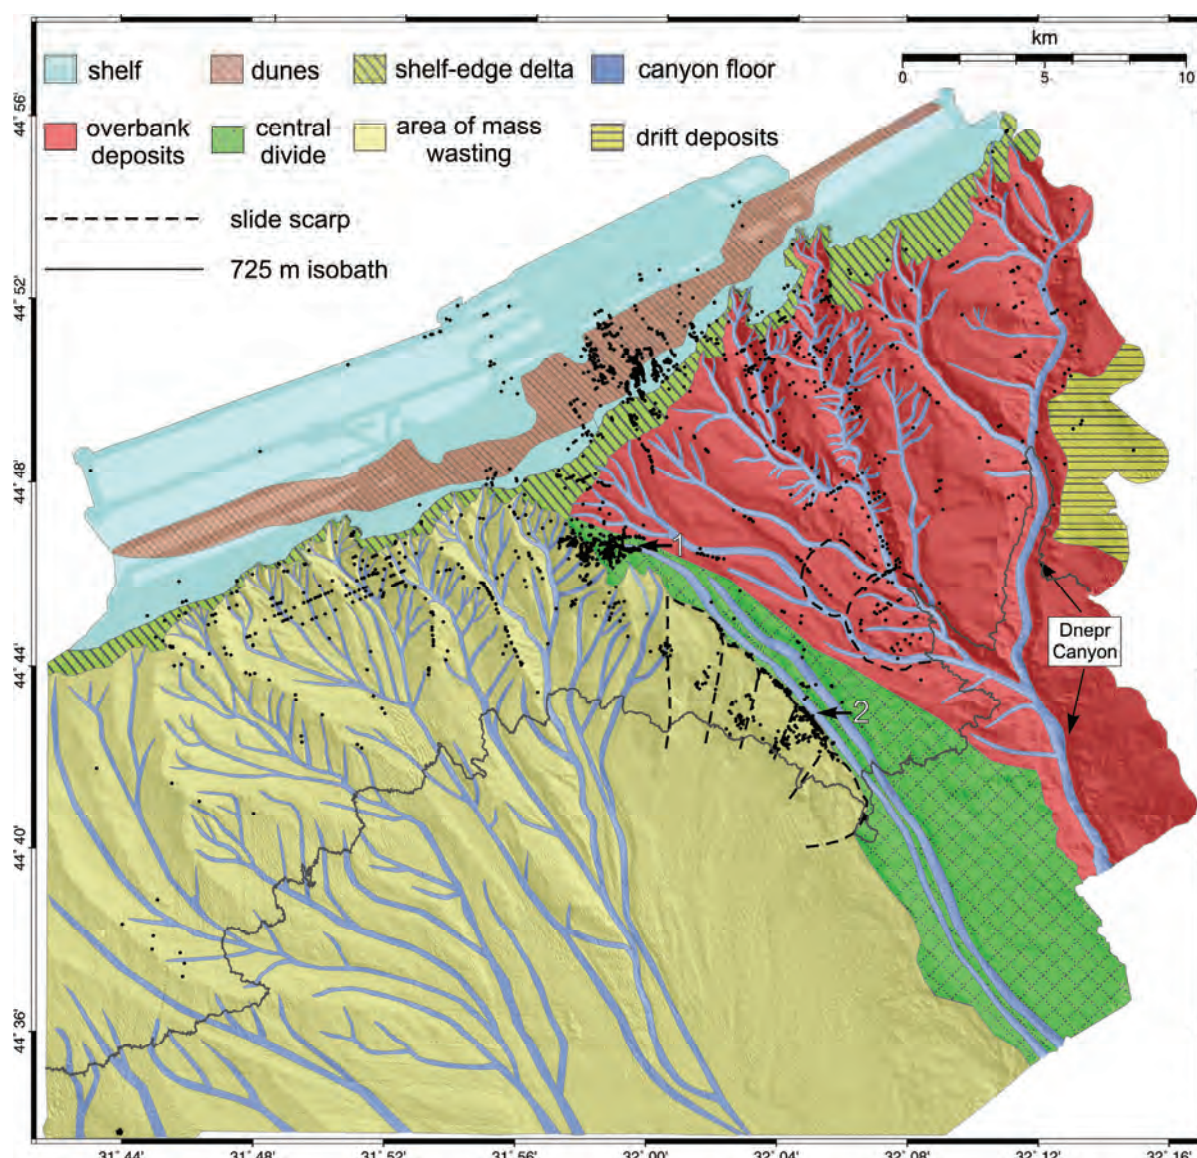 km
0 5 10
shelf
dunes
shelf-edge delta
canyon floor
overbank
deposits
central
divide
area of mass
wasting
drift deposits
slide scarp
725 m isobath
44° 56'
44° 52'
44° 48'
44° 44'
44° 40'
44° 36'
1
2
Dnepr
Canyon
31° 44'
31° 48'
31° 52'
31° 56'
32° 00'
32° 04'
32° 08'
32° 12'
32° 16'